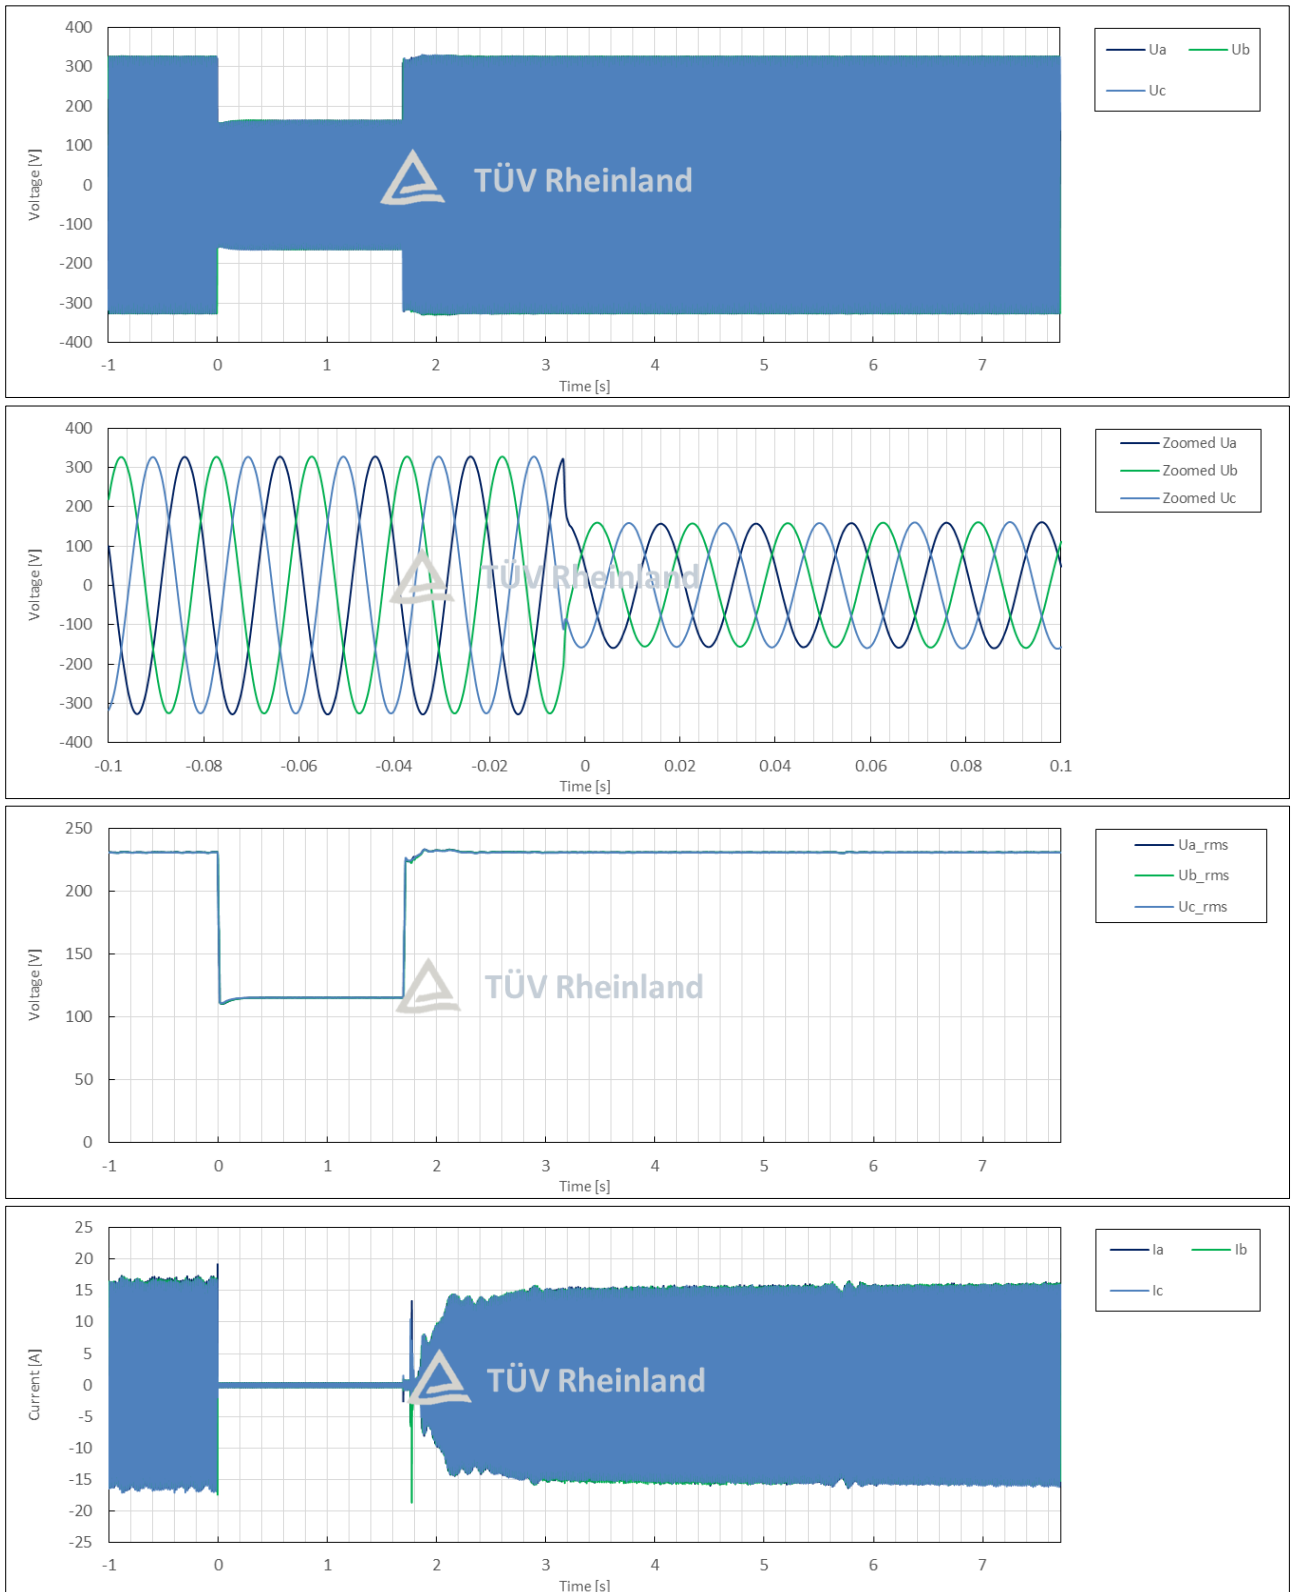 400
300
200
100
0
-100
-200
-300
-400
Voltage [V]
-1 0 1 2 3 4 5 6 7
Time [s]
Ua Ub
Uc
TÜV Rheinland
400
300
200
100
0
-100
-200
-300
-400
Voltage [V]
-0.1 -0.08 -0.06 -0.04 -0.02 0 0.02 0.04 0.06 0.08 0.1
Time [s]
Zoomed Ua
Zoomed Ub
Zoomed Uc
TÜV Rheinland
250
200
150
100
50
0
Voltage [V]
-1 0 1 2 3 4 5 6 7
Time [s]
Ua_rms
Ub_rms
Uc_rms
TÜV Rheinland
25
20
15
10
5
0
-5
-10
-15
-20
-25
Current [A]
-1 0 1 2 3 4 5 6 7
Time [s]
Ia Ib
Ic
TÜV Rheinland